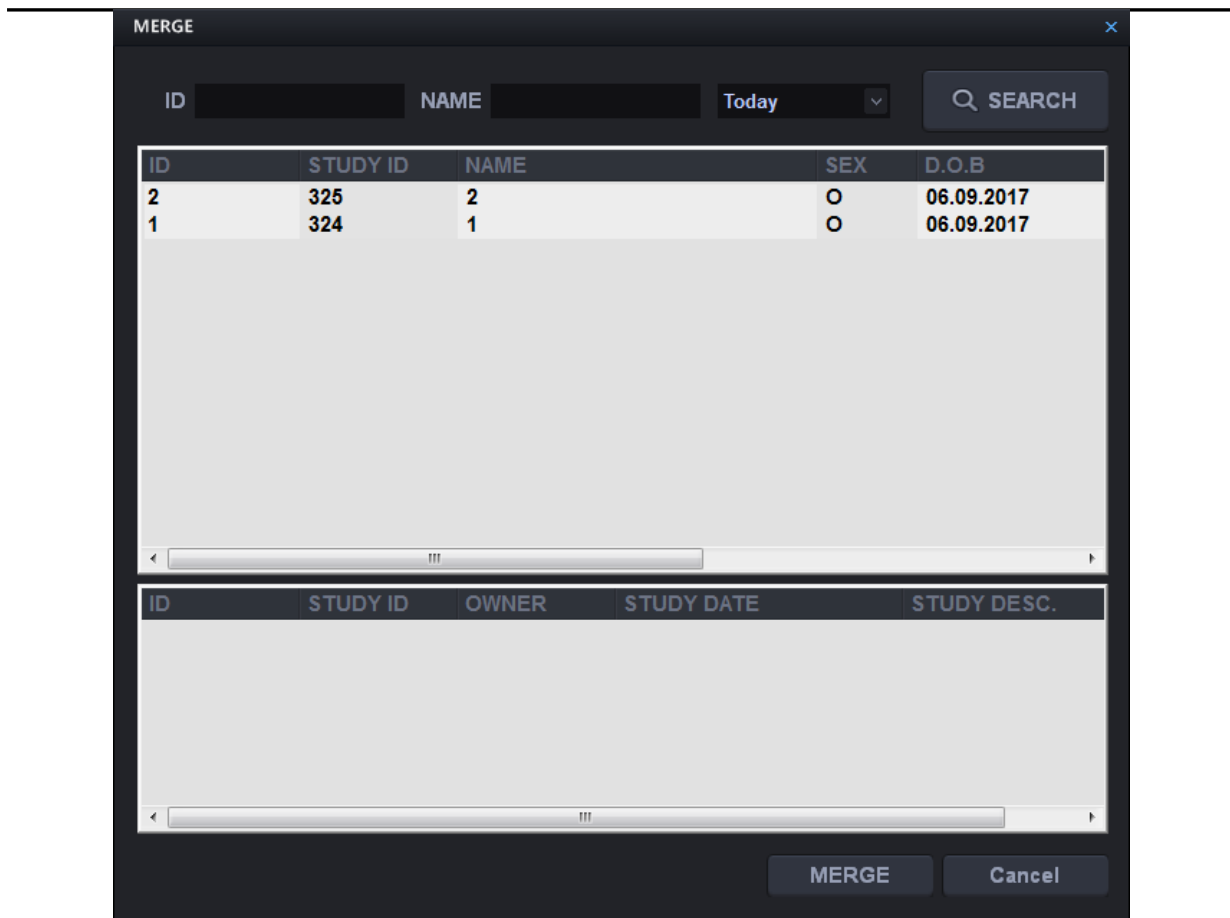 MERGE
ID NAME Today SEARCH
ID STUDY ID NAME SEX D.O.B
2 325 2 O 06.09.2017
1 324 1 O 06.09.2017
ID STUDY ID OWNER STUDY DATE STUDY DESC.
MERGE Cancel